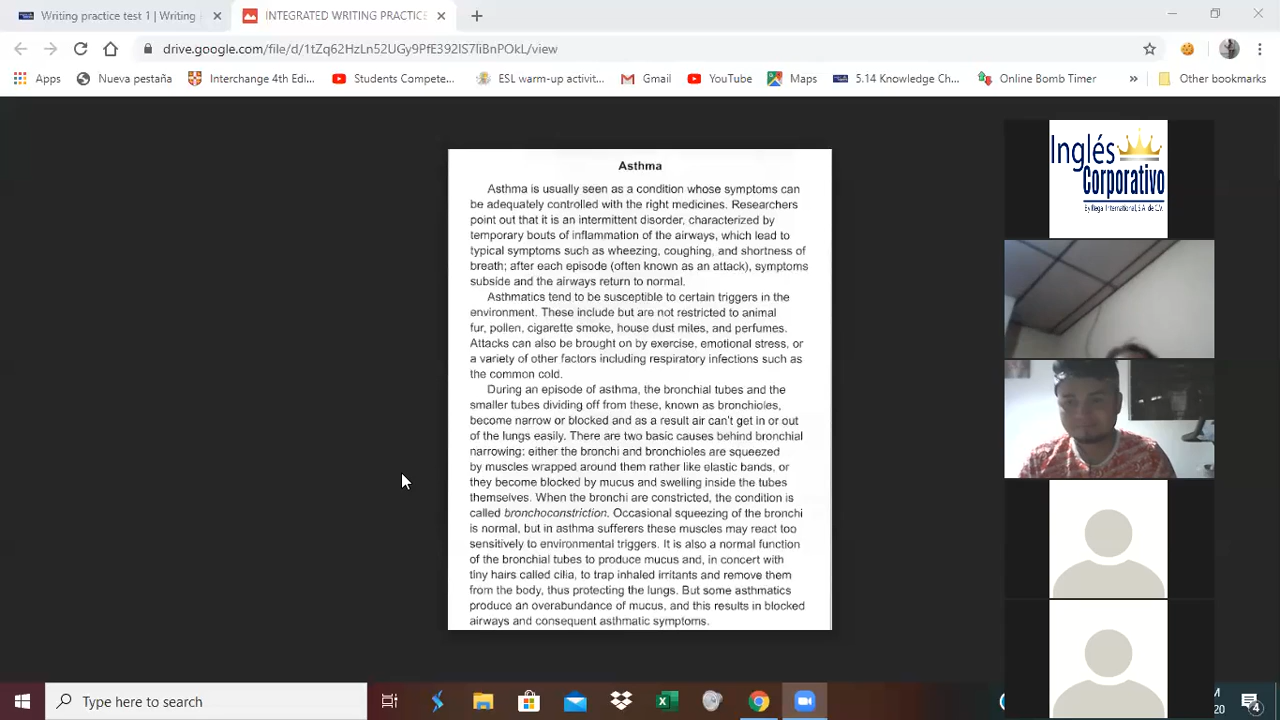 Writing practice test 1 | Writing
INTEGRATED WRITING PRACTICE
drive.google.com/file/d/1tZq62HzLn52UGy9PfE392IS7IiBnPOkL/view
Apps
Nueva pestaña
Interchange 4th Edi...
Students Compete...
ESL warm-up activit...
Gmail
YouTube
Maps
5.14 Knowledge Ch...
Online Bomb Timer
Other bookmarks
Asthma
Asthma is usually seen as a condition whose symptoms can
be adequately controlled with the right medicines. Researchers
point out that it is an intermittent disorder, characterized by
temporary bouts of inflammation of the airways, which lead to
typical symptoms such as wheezing, coughing, and shortness of
breath; after each episode (often known as an attack), symptoms
subside and the airways return to normal.
Asthmatics tend to be susceptible to certain triggers in the
environment. These include but are not restricted to animal
fur, pollen, cigarette smoke, house dust mites, and perfumes.
Attacks can also be brought on by exercise, emotional stress, or
a variety of other factors including respiratory infections such as
the common cold.
During an episode of asthma, the bronchial tubes and the
smaller tubes dividing off from these, known as bronchioles,
become narrow or blocked and as a result air can't get in or out
of the lungs easily. There are two basic causes behind bronchial
narrowing: either the bronchi and bronchioles are squeezed
by muscles wrapped around them rather like elastic bands, or
they become blocked by mucus and swelling inside the tubes
themselves. When the bronchi are constricted, the condition is
called bronchoconstriction. Occasional squeezing of the bronchi
is normal, but in asthma sufferers these muscles may react too
sensitively to environmental triggers. It is also a normal function
of the bronchial tubes to produce mucus and, in concert with
tiny hairs called cilia, to trap inhaled irritants and remove them
from the body, thus protecting the lungs. But some asthmatics
produce an overabundance of mucus, and this results in blocked
airways and consequent asthmatic symptoms.
Inglés
Corporativo
By Rega International, S.A. de C.V.
Type here to search
M
20
4